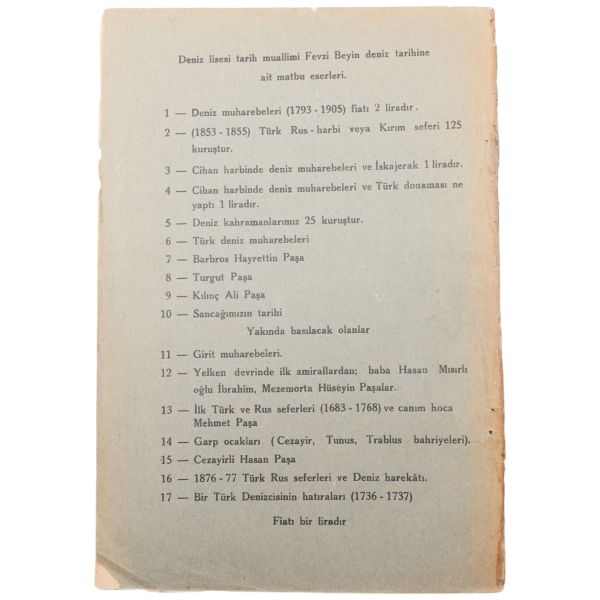 Deniz lisesi tarih muallimi Fevzi Beyin deniz tarihine
ait matbu eserleri.
1 — Deniz muharebeleri (1793 - 1905) fiatı 2 liradır.
2 — (1853 - 1855) Türk Rus - harbi veya Kırım seferi 125
kuruştur.
3 — Cihan harbinde deniz muharebeleri ve İskajerak 1 liradır.
4 — Cihan harbinde deniz muharebeleri ve Türk donaması ne
yaptı 1 liradır.
5 — Deniz kahramanlarımız 25 kuruştur.
6 — Türk deniz muharebeleri
7 — Barbros Hayrettin Paşa
8 — Turgut Paşa
9 — Kılınç Ali Paşa
10 — Sancağımızın tarihi
Yakında basılacak olanlar
11 — Girit muharebeleri.
12 — Yelken devrinde ilk amirallardan; baba Hasan Mısırlı
oğlu İbrahim, Mezemorta Hüseyin Paşalar.
13 — İlk Türk ve Rus seferleri (1683 - 1768) ve canım hoca
Mehmet Paşa
14 — Garp ocakları (Cezayir, Tunus, Trablus bahriyeleri).
15 — Cezayirli Hasan Paşa
16 — 1876 - 77 Türk Rus seferleri ve Deniz harekâtı.
17 — Bir Türk Denizcisinin hatıraları (1736 - 1737)
Fiatı bir liradır